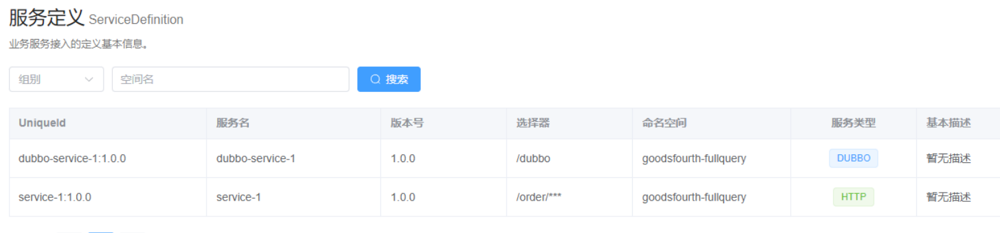 服务定义 ServiceDefinition
业务服务接入的定义基本信息。
组别 空间名 搜索
UniqueId 服务名 版本号 选择器 命名空间 服务类型 基本描述
dubbo-service-1:1.0.0 dubbo-service-1 1.0.0 /dubbo goodsfourth-fullquery DUBBO 暂无描述
service-1:1.0.0 service-1 1.0.0 /order/*** goodsfourth-fullquery HTTP 暂无描述